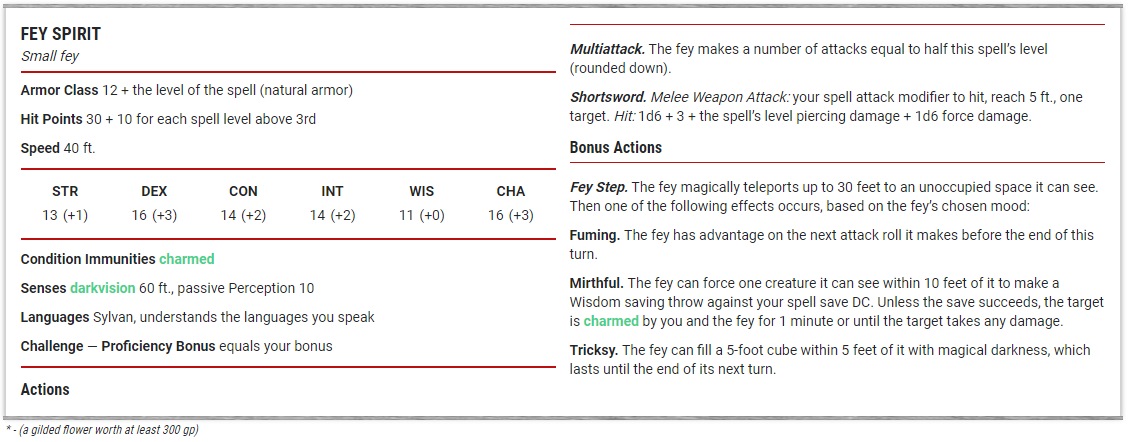 FEY SPIRIT
Small fey
Armor Class 12 + the level of the spell (natural armor)
Hit Points 30 + 10 for each spell level above 3rd
Speed 40 ft.
STR DEX CON INT WIS CHA
13 (+1) 16 (+3) 14 (+2) 14 (+2) 11 (+0) 16 (+3)
Condition Immunities charmed
Senses darkvision 60 ft., passive Perception 10
Languages Sylvan, understands the languages you speak
Challenge — Proficiency Bonus equals your bonus
Actions
Multiattack. The fey makes a number of attacks equal to half this spell’s level
(rounded down).
Shortsword. Melee Weapon Attack: your spell attack modifier to hit, reach 5 ft., one
target. Hit: 1d6 + 3 + the spell’s level piercing damage + 1d6 force damage.
Bonus Actions
Fey Step. The fey magically teleports up to 30 feet to an unoccupied space it can see.
Then one of the following effects occurs, based on the fey’s chosen mood:
Fuming. The fey has advantage on the next attack roll it makes before the end of this
turn.
Mirthful. The fey can force one creature it can see within 10 feet of it to make a
Wisdom saving throw against your spell save DC. Unless the save succeeds, the target
is charmed by you and the fey for 1 minute or until the target takes any damage.
Tricksy. The fey can fill a 5-foot cube within 5 feet of it with magical darkness, which
lasts until the end of its next turn.
* - (a gilded flower worth at least 300 gp)